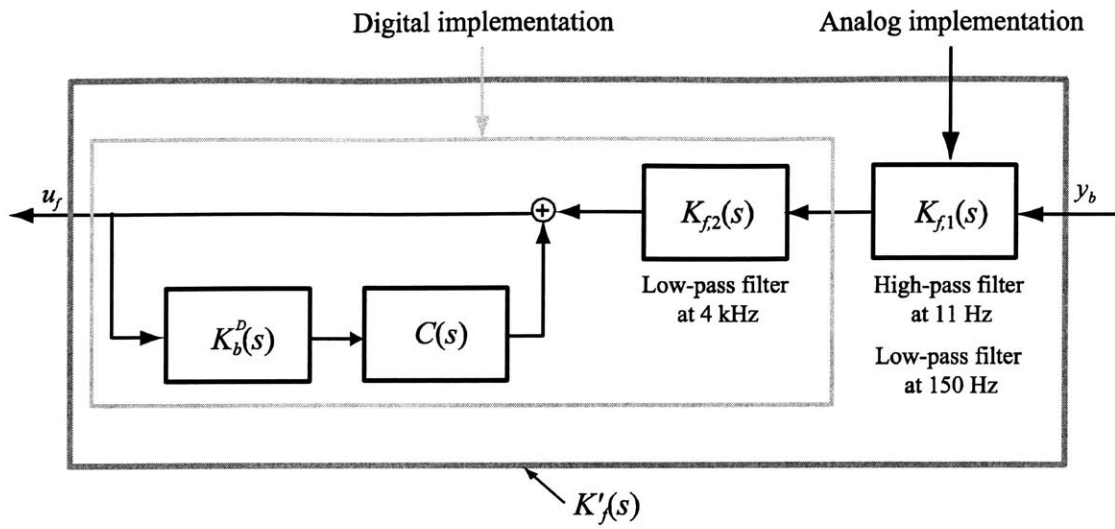 Digital implementation
Analog implementation
u_f
y_b
K_{f,2}(s)
K_{f,1}(s)
Low-pass filter
at 4 kHz
High-pass filter
at 11 Hz
Low-pass filter
at 150 Hz
K_b^D(s)
C(s)
K'_f(s)